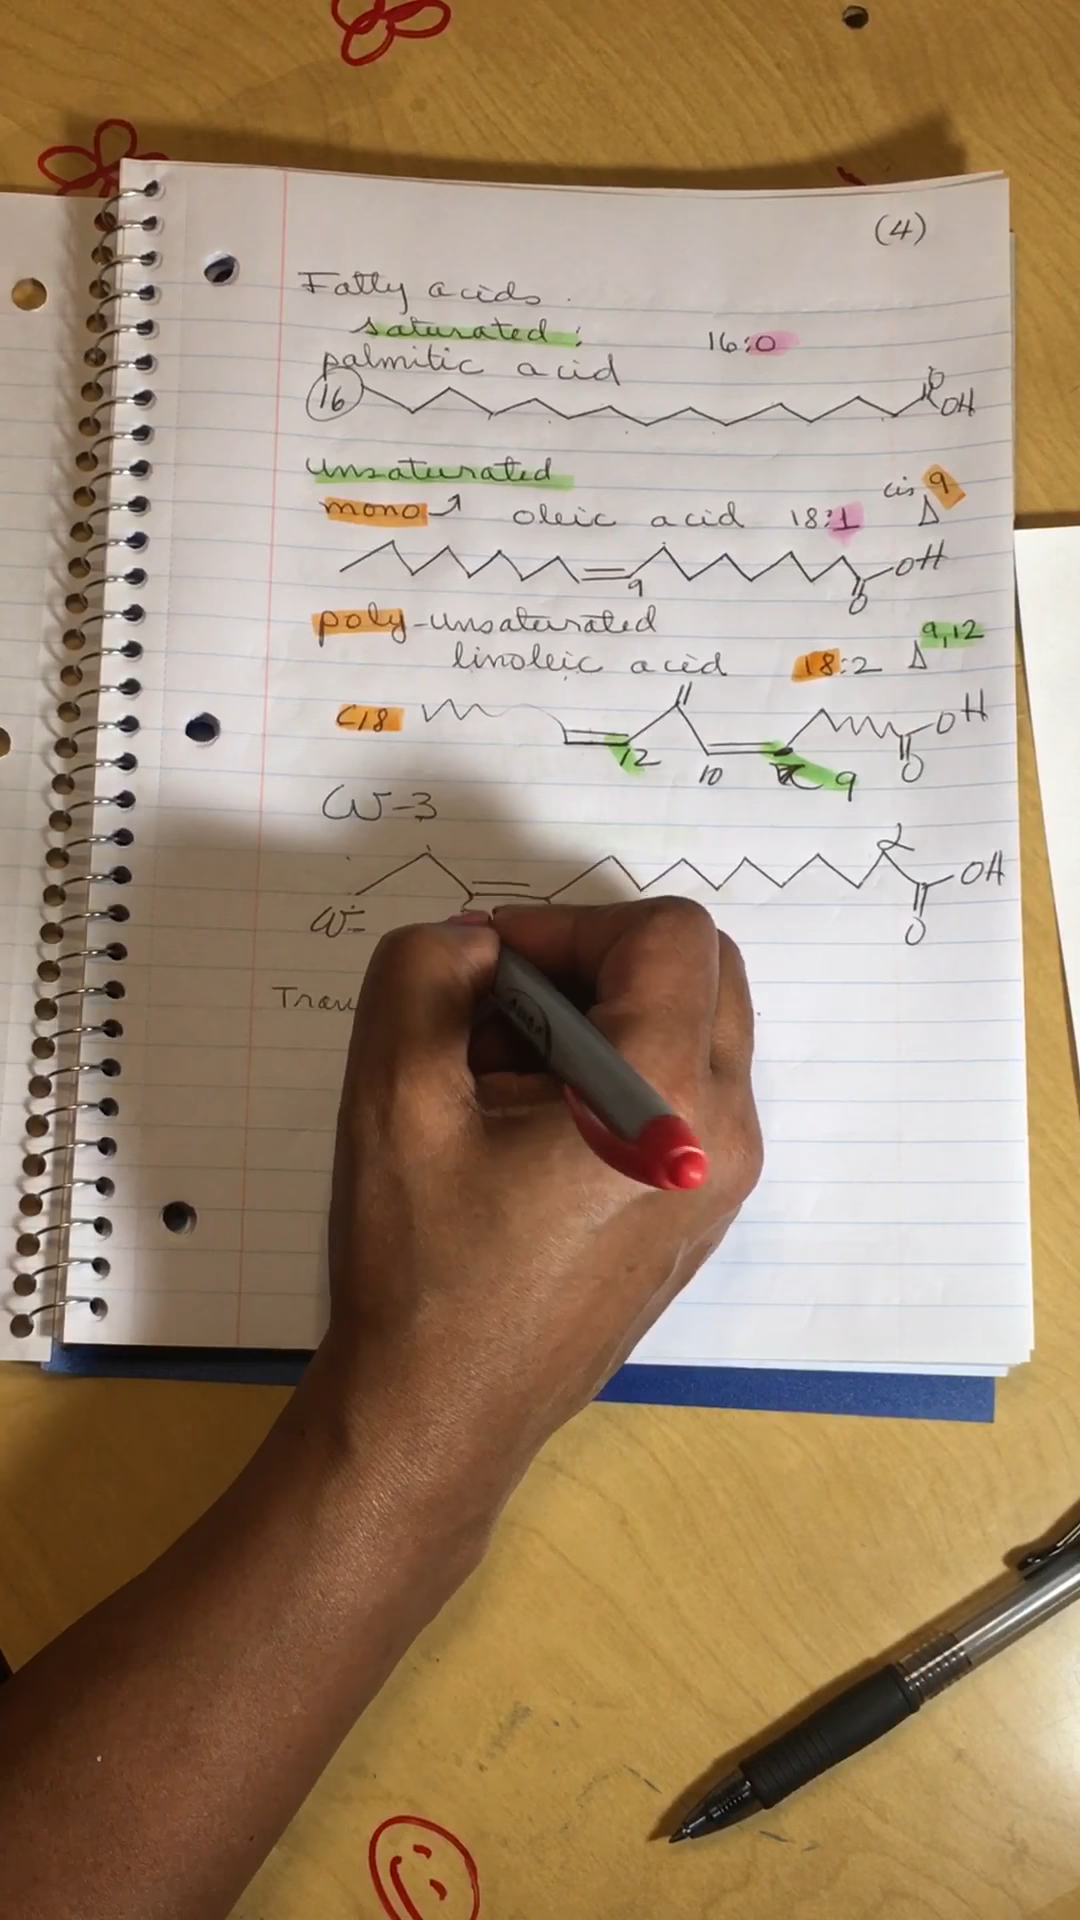 (4)
Fatty acids
saturated: 16:0
palmitic acid
16 O OH
unsaturated
mono oleic acid 18:1 cis Δ 9
9 OH
O
poly-unsaturated
linoleic acid 18:2 Δ 9,12
C18 OH
12 10 9 O
ω-3
α OH
ω O